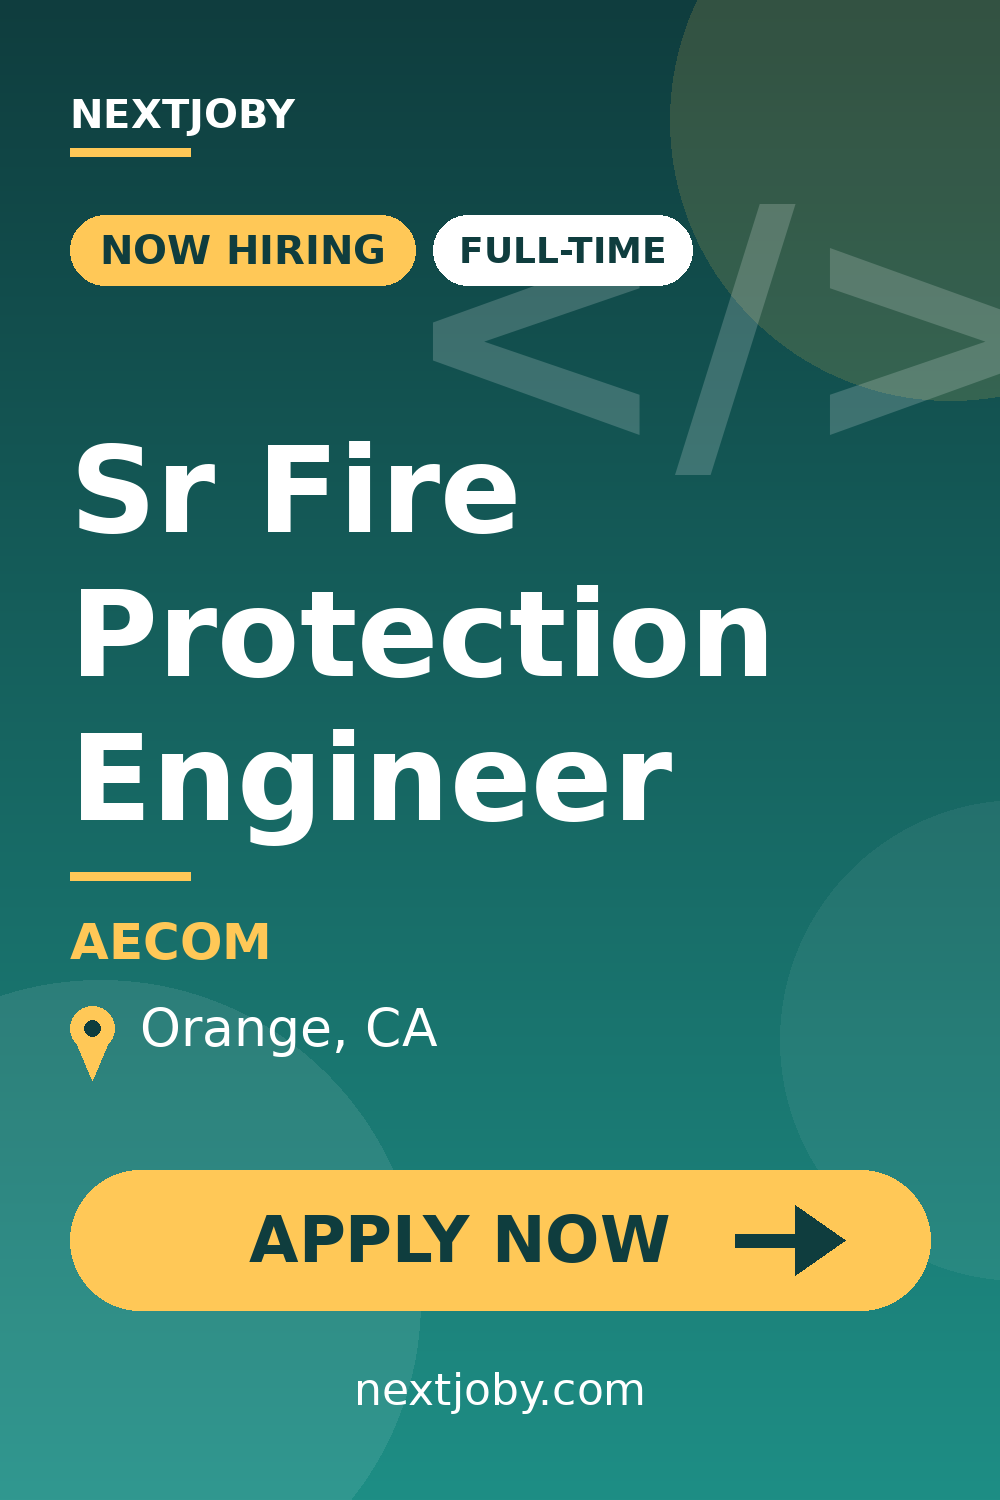 NEXTJOBY
NOW HIRING
FULL-TIME
</>
Sr Fire
Protection
Engineer
AECOM
Orange, CA
APPLY NOW
nextjoby.com